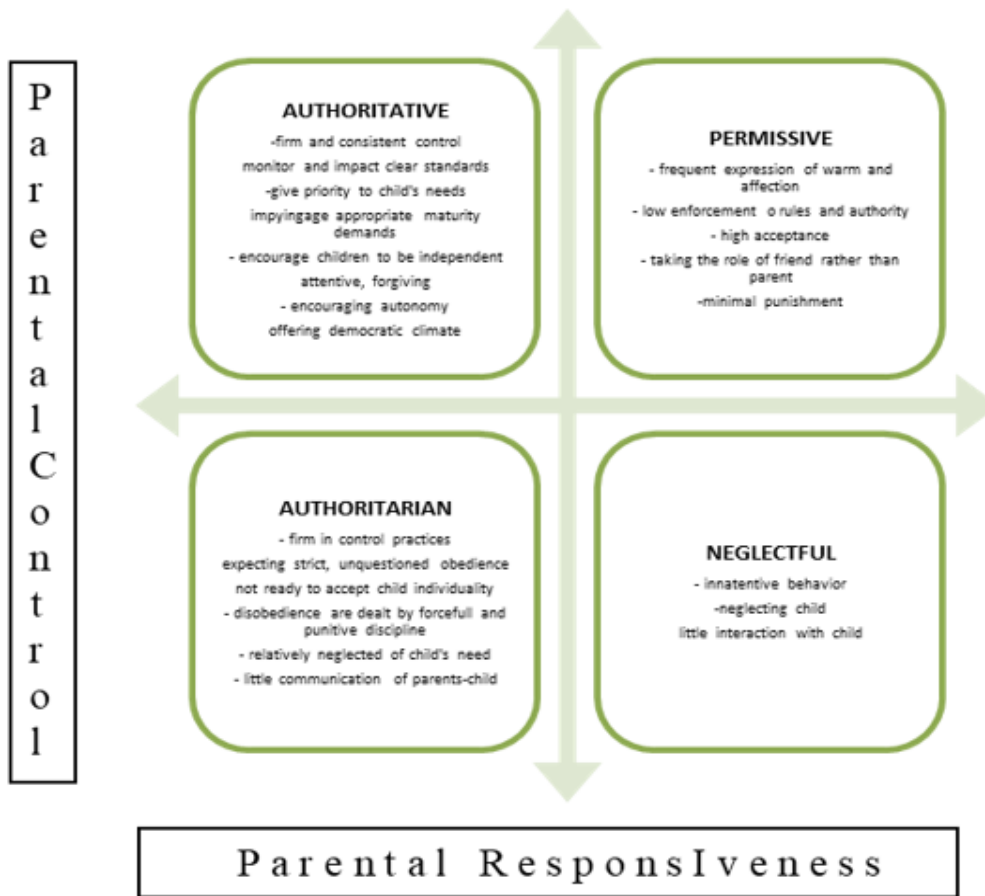 Parental Control
AUTHORITATIVE
-firm and consistent control
monitor and impact clear standards
-give priority to child's needs
impyingage appropriate maturity
demands
- encourage children to be independent
attentive, forgiving
- encouraging autonomy
offering democratic climate
PERMISSIVE
- frequent expression of warm and
affection
- low enforcement o rules and authority
- high acceptance
- taking the role of friend rather than
parent
-minimal punishment
AUTHORITARIAN
- firm in control practices
expecting strict, unquestioned obedience
not ready to accept child individuality
- disobedience are dealt by forcefull and
punitive discipline
- relatively neglected of child's need
- little communication of parents-child
NEGLECTFUL
- innatentive behavior
-neglecting child
little interaction with child
Parental ResponsIveness